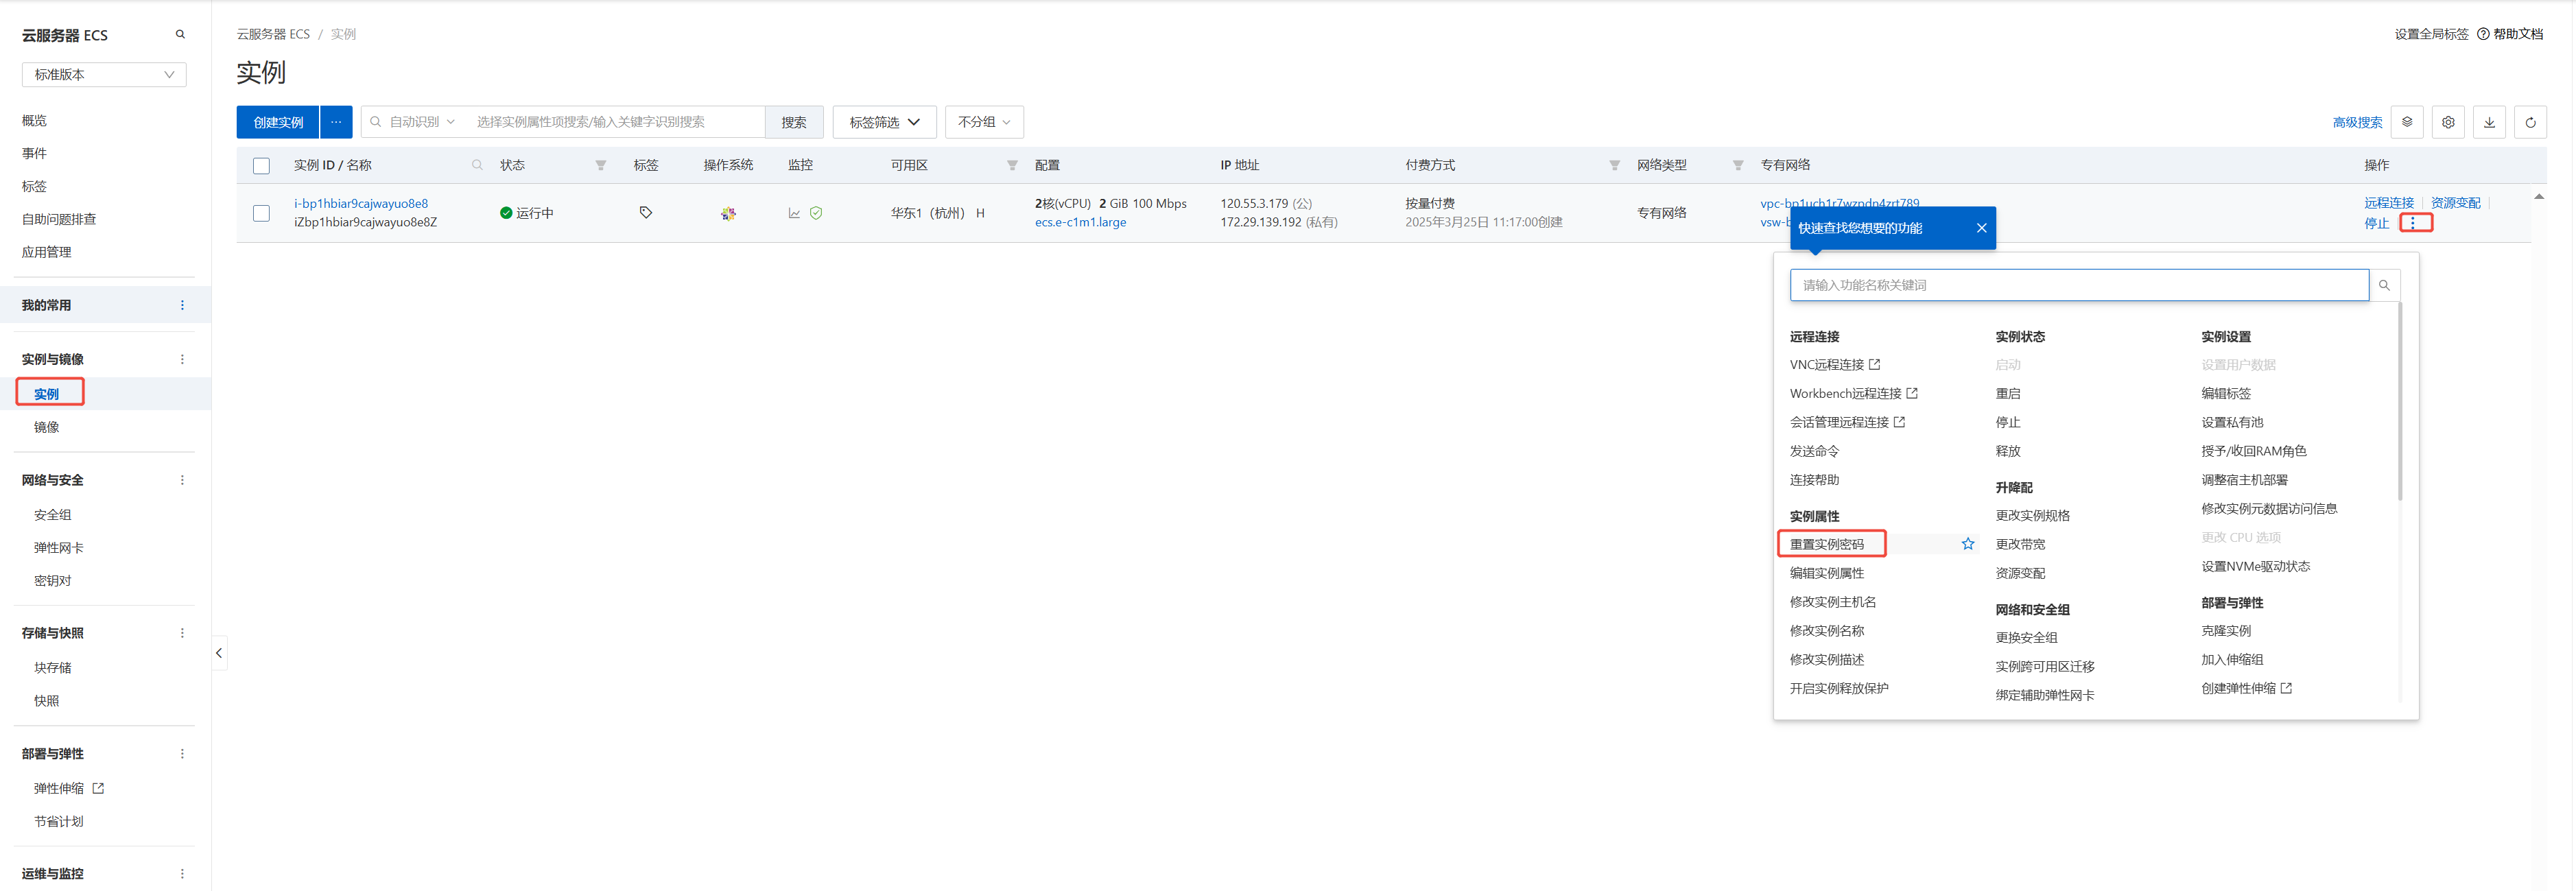 云服务器 ECS
标准版本
概览
事件
标签
自助问题排查
应用管理
我的常用
实例与镜像
实例
镜像
网络与安全
安全组
弹性网卡
密钥对
存储与快照
块存储
快照
部署与弹性
弹性伸缩
节省计划
运维与监控
云服务器 ECS / 实例
设置全局标签 帮助文档
实例
创建实例 ... 自动识别 选择实例属性项搜索/输入关键字识别搜索 搜索 标签筛选 不分组 高级搜索
实例 ID / 名称 状态 标签 操作系统 监控 可用区 配置 IP 地址 付费方式 网络类型 专有网络 操作
i-bp1hbiar9cajwayuo8e8
iZbp1hbiar9cajwayuo8e8Z
运行中
华东1（杭州） H
2核(vCPU) 2 GiB 100 Mbps
ecs.e-c1m1.large
120.55.3.179 (公)
172.29.139.192 (私有)
按量付费
2025年3月25日 11:17:00创建
专有网络
vpc-bp1uch1r7wzndn4zrt789
远程连接 资源变配
停止
快速查找您想要的功能
请输入功能名称关键词
远程连接
VNC远程连接
Workbench远程连接
会话管理远程连接
发送命令
连接帮助
实例属性
重置实例密码
编辑实例属性
修改实例主机名
修改实例名称
修改实例描述
开启实例释放保护
实例状态
启动
重启
停止
释放
升降配
更改实例规格
更改带宽
资源变配
网络和安全组
更换安全组
实例跨可用区迁移
绑定辅助弹性网卡
实例设置
设置用户数据
编辑标签
设置私有池
授予/收回RAM角色
调整宿主机部署
修改实例元数据访问信息
更改 CPU 选项
设置NVMe驱动状态
部署与弹性
克隆实例
加入伸缩组
创建弹性伸缩